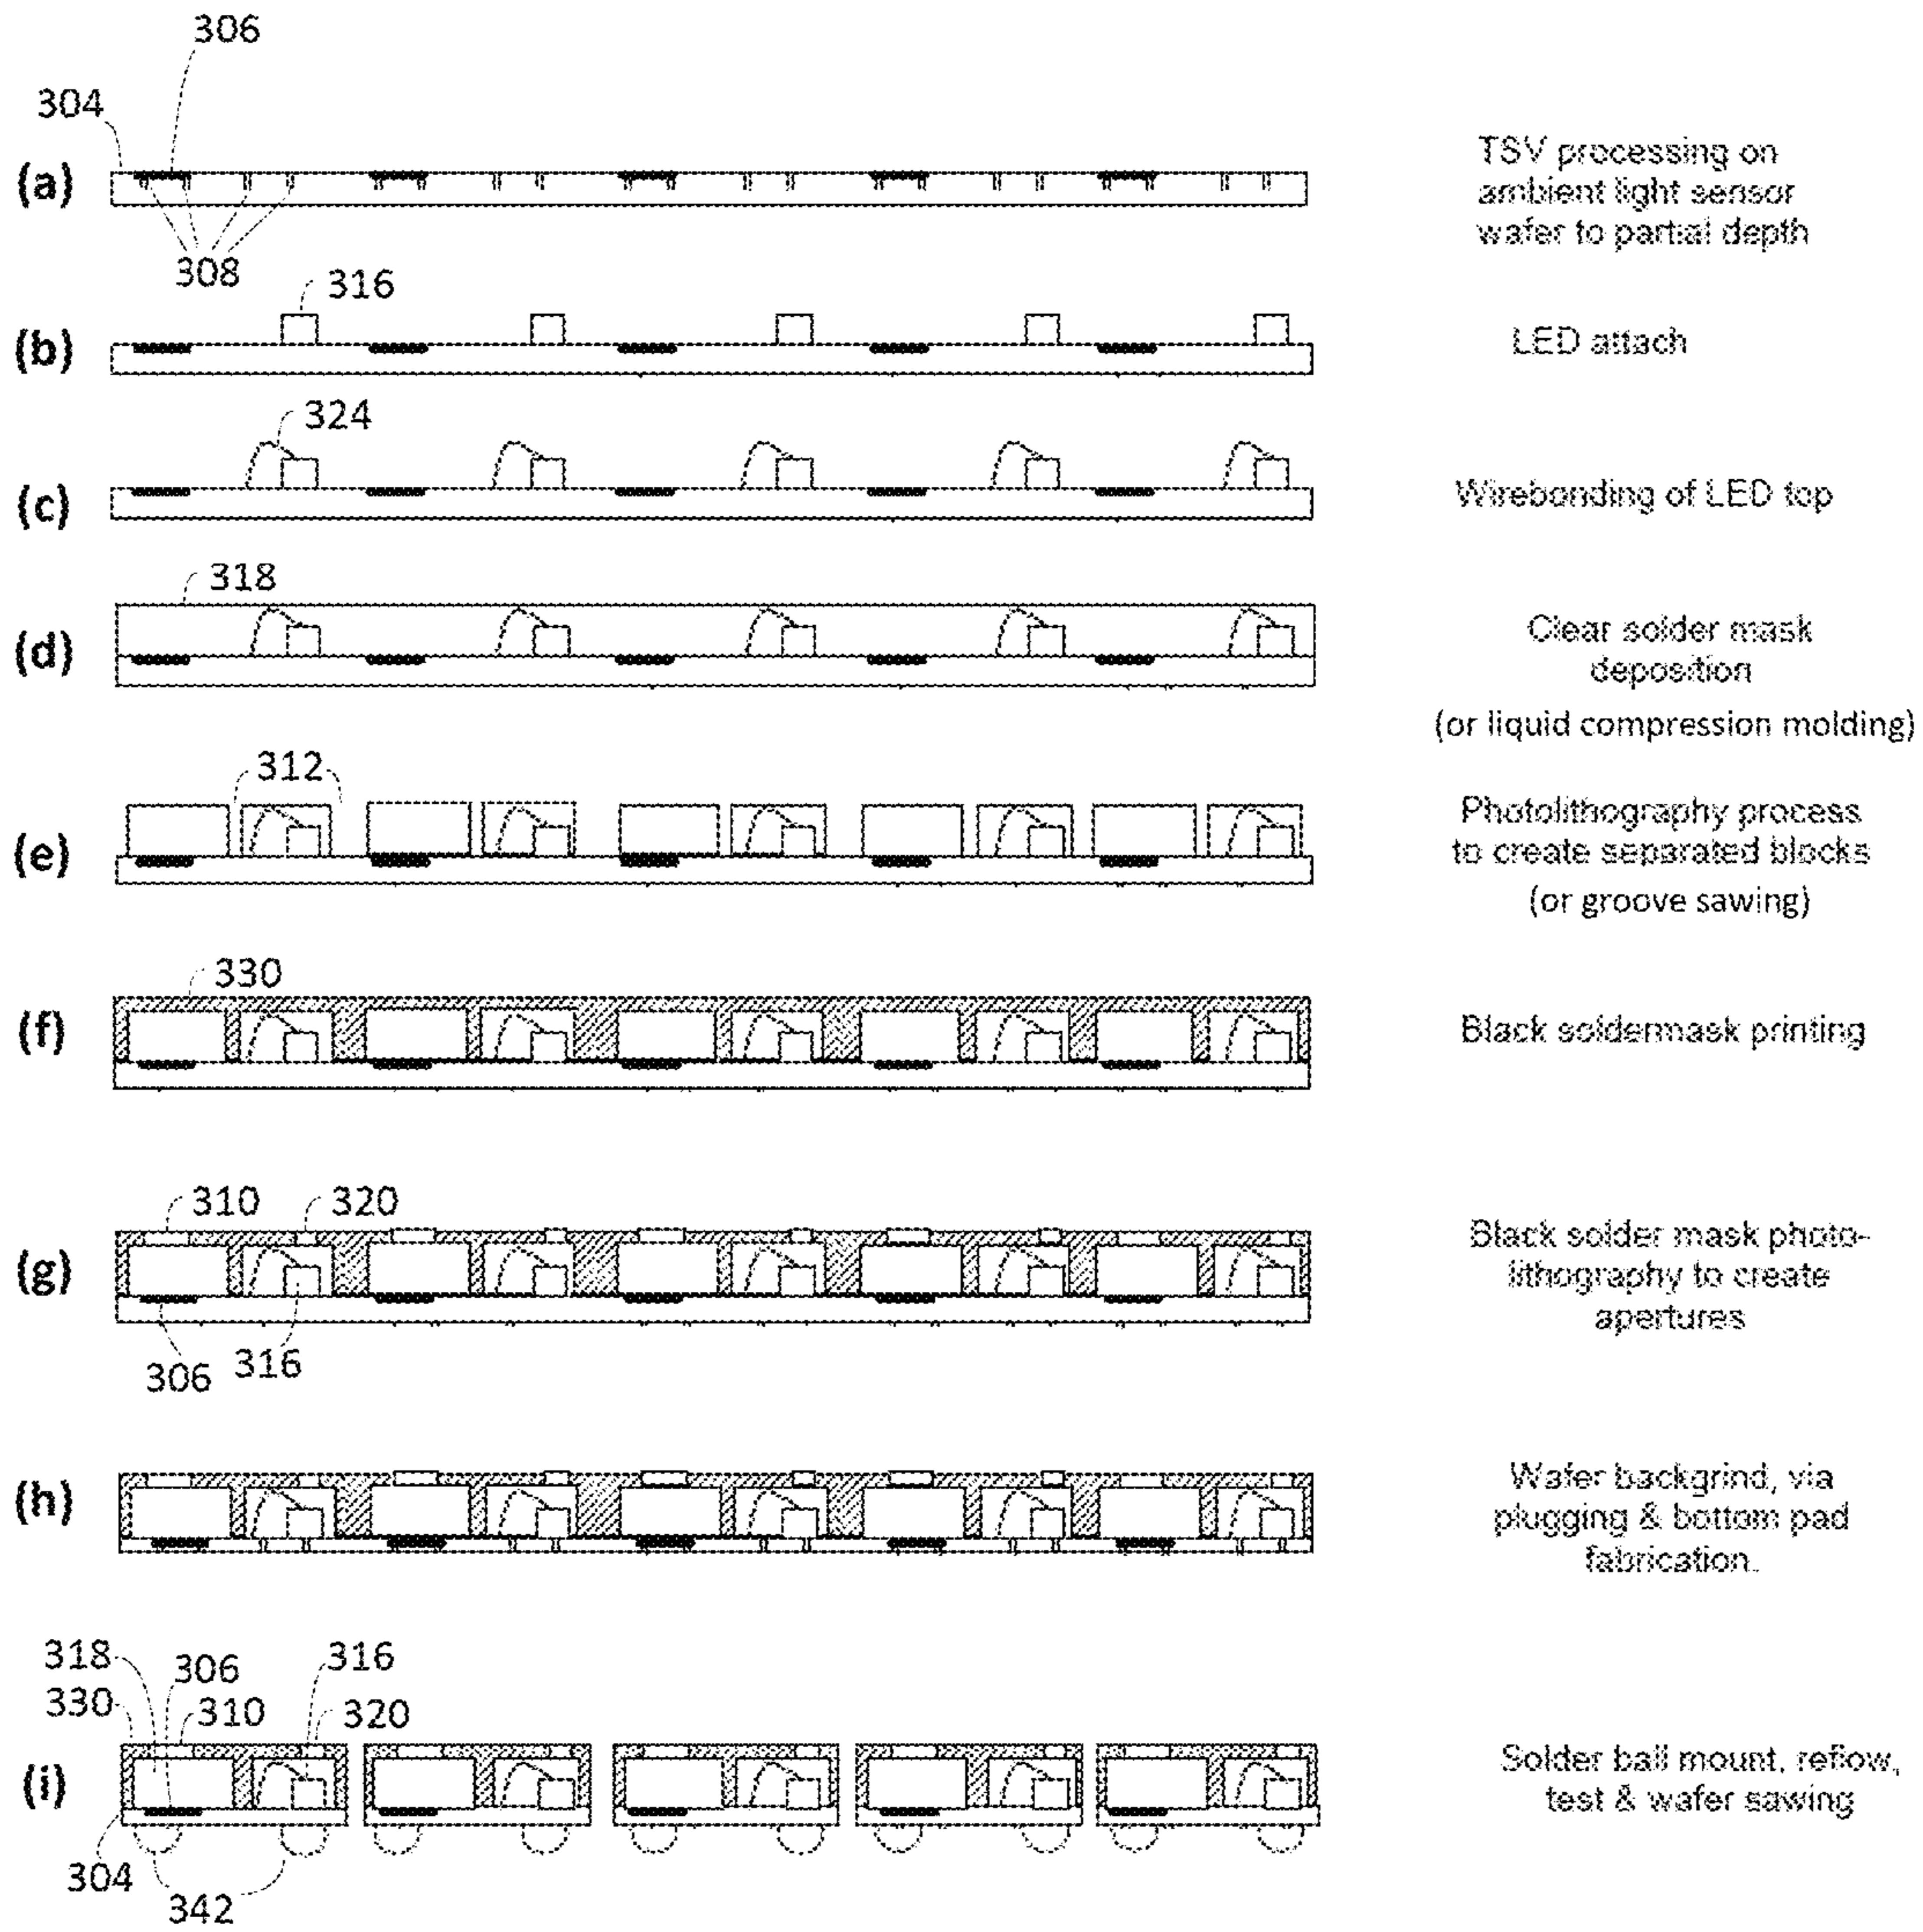 306
304
(a)
308
TSV processing on
ambient light sensor
wafer to partial depth
316
(b)
LED attach
324
(c)
Wirebonding of LED top
318
(d)
Clear solder mask
deposition
(or liquid compression molding)
312
(e)
Photolithography process
to create separated blocks
(or groove sawing)
330
(f)
Black soldermask printing
310
320
(g)
306
316
Black solder mask photo-
lithography to create
apertures
(h)
Wafer backgrind, via
plugging & bottom pad
fabrication.
318
306
316
330
310
320
(i)
304
342
Solder ball mount, reflow,
test & wafer sawing